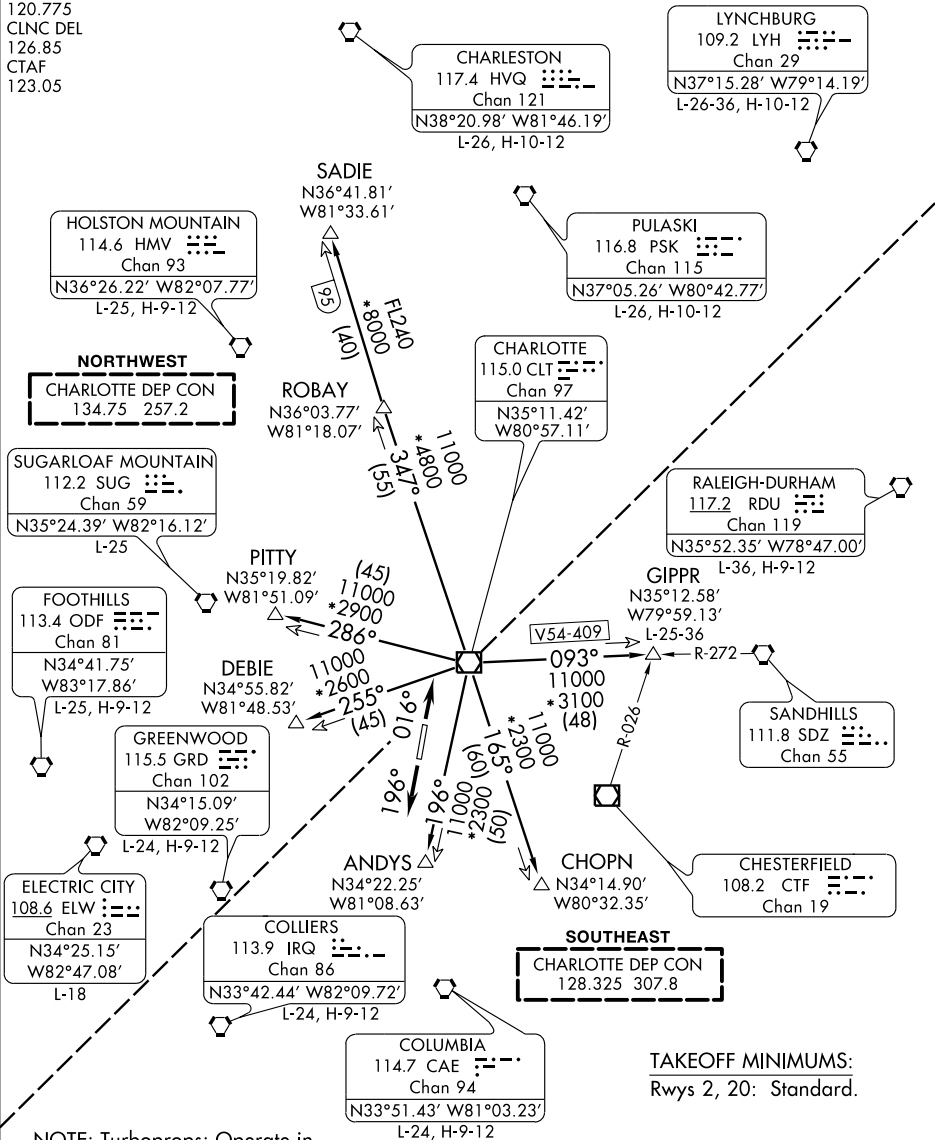 120.775
CLNC DEL
126.85
CTAF
123.05
CHARLESTON
117.4 HVQ
Chan 121
N38°20.98′ W81°46.19′
L-26, H-10-12
LYNCHBURG
109.2 LYH
Chan 29
N37°15.28′ W79°14.19′
L-26-36, H-10-12
SADIE
N36°41.81′
W81°33.61′
HOLSTON MOUNTAIN
114.6 HMV
Chan 93
N36°26.22′ W82°07.77′
L-25, H-9-12
PULASKI
116.8 PSK
Chan 115
N37°05.26′ W80°42.77′
L-26, H-10-12
95
FL240
*8000
(40)
NORTHWEST
CHARLOTTE DEP CON
134.75 257.2
CHARLOTTE
115.0 CLT
Chan 97
N35°11.42′
W80°57.11′
ROBAY
N36°03.77′
W81°18.07′
11000
*4800
347°
(55)
SUGARLOAF MOUNTAIN
112.2 SUG
Chan 59
N35°24.39′ W82°16.12′
L-25
RALEIGH-DURHAM
117.2 RDU
Chan 119
N35°52.35′ W78°47.00′
L-36, H-9-12
PITTY
N35°19.82′
W81°51.09′
(45)
11000
*2900
286°
GIPPR
N35°12.58′
W79°59.13′
L-25-36
FOOTHILLS
113.4 ODF
Chan 81
N34°41.75′
W83°17.86′
L-25, H-9-12
V54-409
093°
11000
*3100
(48)
R-272
DEBIE
N34°55.82′
W81°48.53′
11000
*2600
255°
(45)
SANDHILLS
111.8 SDZ
Chan 55
R-026
016°
196°
196°
11000
*2300
(60)
165°
11000
*2300
(50)
GREENWOOD
115.5 GRD
Chan 102
N34°15.09′
W82°09.25′
L-24, H-9-12
ANDYS
N34°22.25′
W81°08.63′
CHOPN
N34°14.90′
W80°32.35′
CHESTERFIELD
108.2 CTF
Chan 19
ELECTRIC CITY
108.6 ELW
Chan 23
N34°25.15′
W82°47.08′
L-18
COLLIERS
113.9 IRQ
Chan 86
N33°42.44′ W82°09.72′
L-24, H-9-12
SOUTHEAST
CHARLOTTE DEP CON
128.325 307.8
COLUMBIA
114.7 CAE
Chan 94
N33°51.43′ W81°03.23′
L-24, H-9-12
TAKEOFF MINIMUMS:
Rwys 2, 20: Standard.
NOTE: Turboprops: Operate in